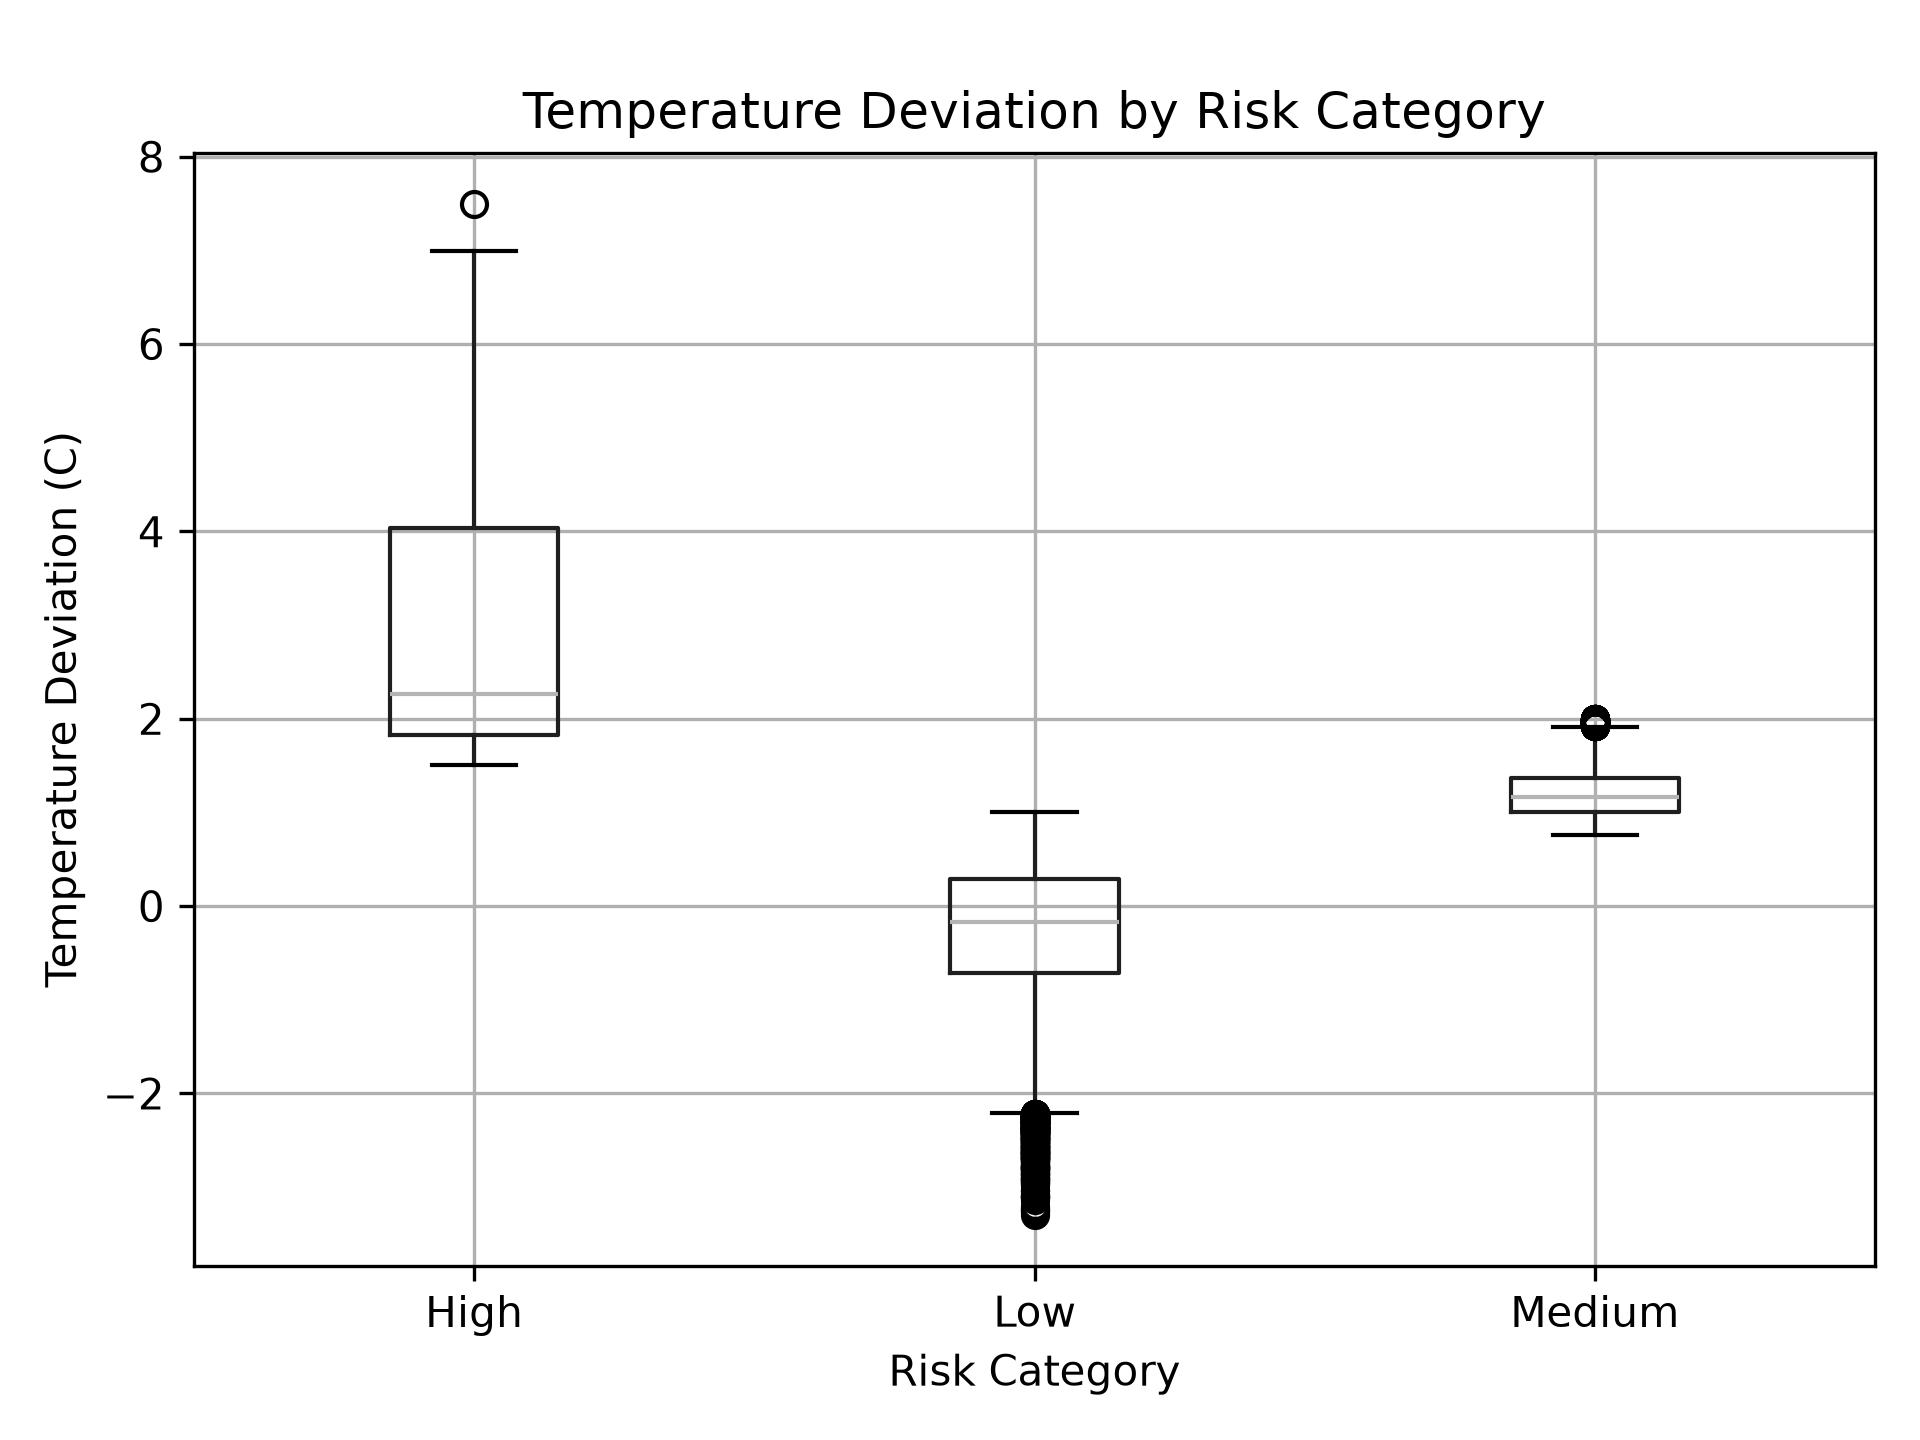 Temperature Deviation by Risk Category
8
6
4
2
0
−2
Temperature Deviation (C)
High
Low
Medium
Risk Category